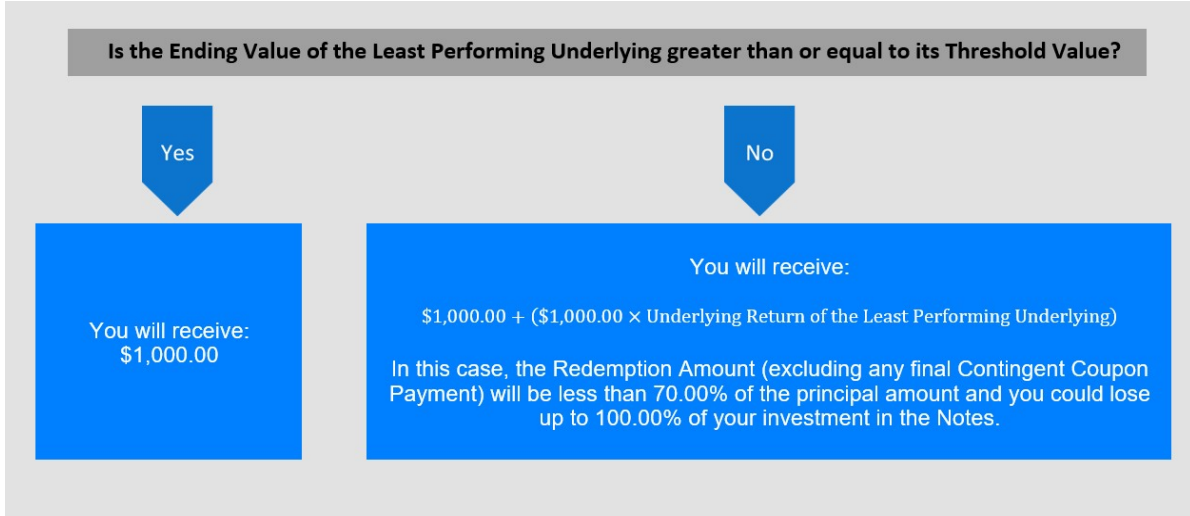 Is the Ending Value of the Least Performing Underlying greater than or equal to its Threshold Value?
Yes
No
You will receive:
$1,000.00
You will receive:
$1,000.00 + ($1,000.00 × Underlying Return of the Least Performing Underlying)
In this case, the Redemption Amount (excluding any final Contingent Coupon
Payment) will be less than 70.00% of the principal amount and you could lose
up to 100.00% of your investment in the Notes.